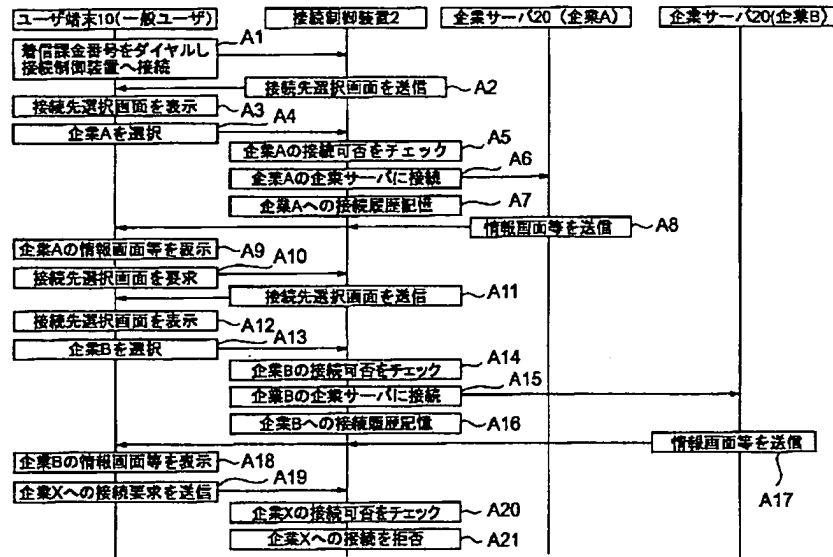 ユーザ端末10(一般ユーザ)
接続制御装置2
企業サーバ20(企業A)
企業サーバ20(企業B)
着信課金番号をダイヤルし
接続制御装置へ接続
A1
接続先選択画面を送信
A2
接続先選択画面を表示
A3
企業Aを選択
A4
企業Aの接続可否をチェック
A5
企業Aの企業サーバに接続
A6
企業Aへの接続履歴記憶
A7
情報画面等を送信
A8
企業Aの情報画面等を表示
A9
接続先選択画面を要求
A10
接続先選択画面を送信
A11
接続先選択画面を表示
A12
企業Bを選択
A13
企業Bの接続可否をチェック
A14
企業Bの企業サーバに接続
A15
企業Bへの接続履歴記憶
A16
情報画面等を送信
A17
企業Bの情報画面等を表示
A18
企業Xへの接続要求を送信
A19
企業Xの接続可否をチェック
A20
企業Xへの接続を拒否
A21